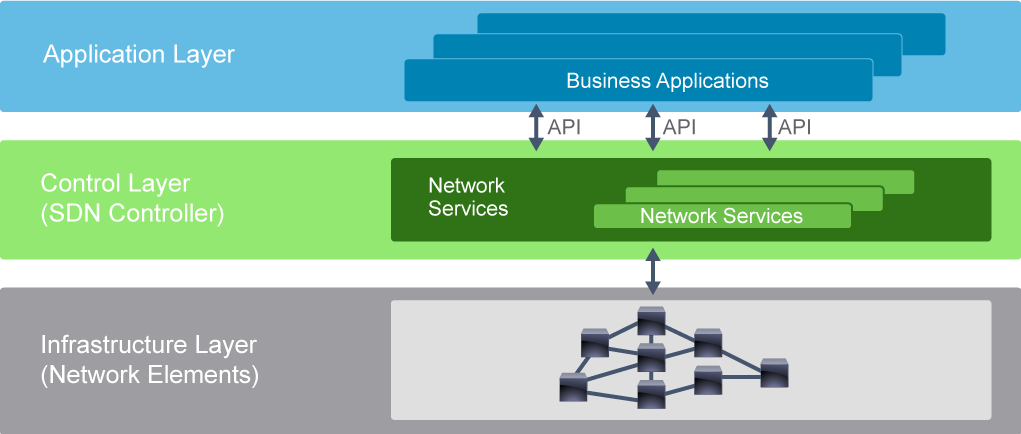 Application Layer
Business Applications
API
API
API
Control Layer
(SDN Controller)
Network
Services
Network Services
Infrastructure Layer
(Network Elements)